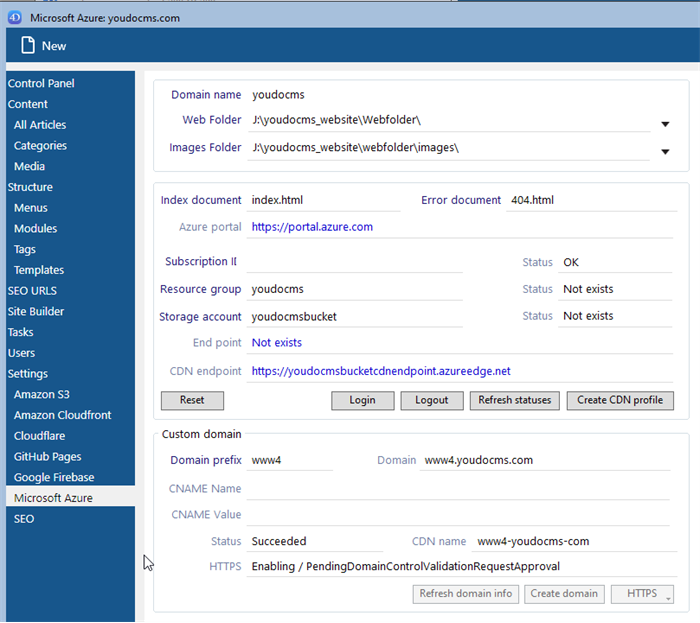 4D Microsoft Azure: youdocms.com
New
Control Panel
Content
All Articles
Categories
Media
Structure
Menus
Modules
Tags
Templates
SEO URLS
Site Builder
Tasks
Users
Settings
Amazon S3
Amazon Cloudfront
Cloudflare
GitHub Pages
Google Firebase
Microsoft Azure
SEO
Domain name youdocms
Web Folder J:\youdocms_website\Webfolder\
Images Folder J:\youdocms_website\webfolder\images\
Index document index.html Error document 404.html
Azure portal https://portal.azure.com
Subscription ID Status OK
Resource group youdocms Status Not exists
Storage account youdocmsbucket Status Not exists
End point Not exists
CDN endpoint https://youdocmsbucketcdnendpoint.azureedge.net
Reset Login Logout Refresh statuses Create CDN profile
Custom domain
Domain prefix www4 Domain www4.youdocms.com
CNAME Name
CNAME Value
Status Succeeded CDN name www4-youdocms-com
HTTPS Enabling / PendingDomainControlValidationRequestApproval
Refresh domain info Create domain HTTPS